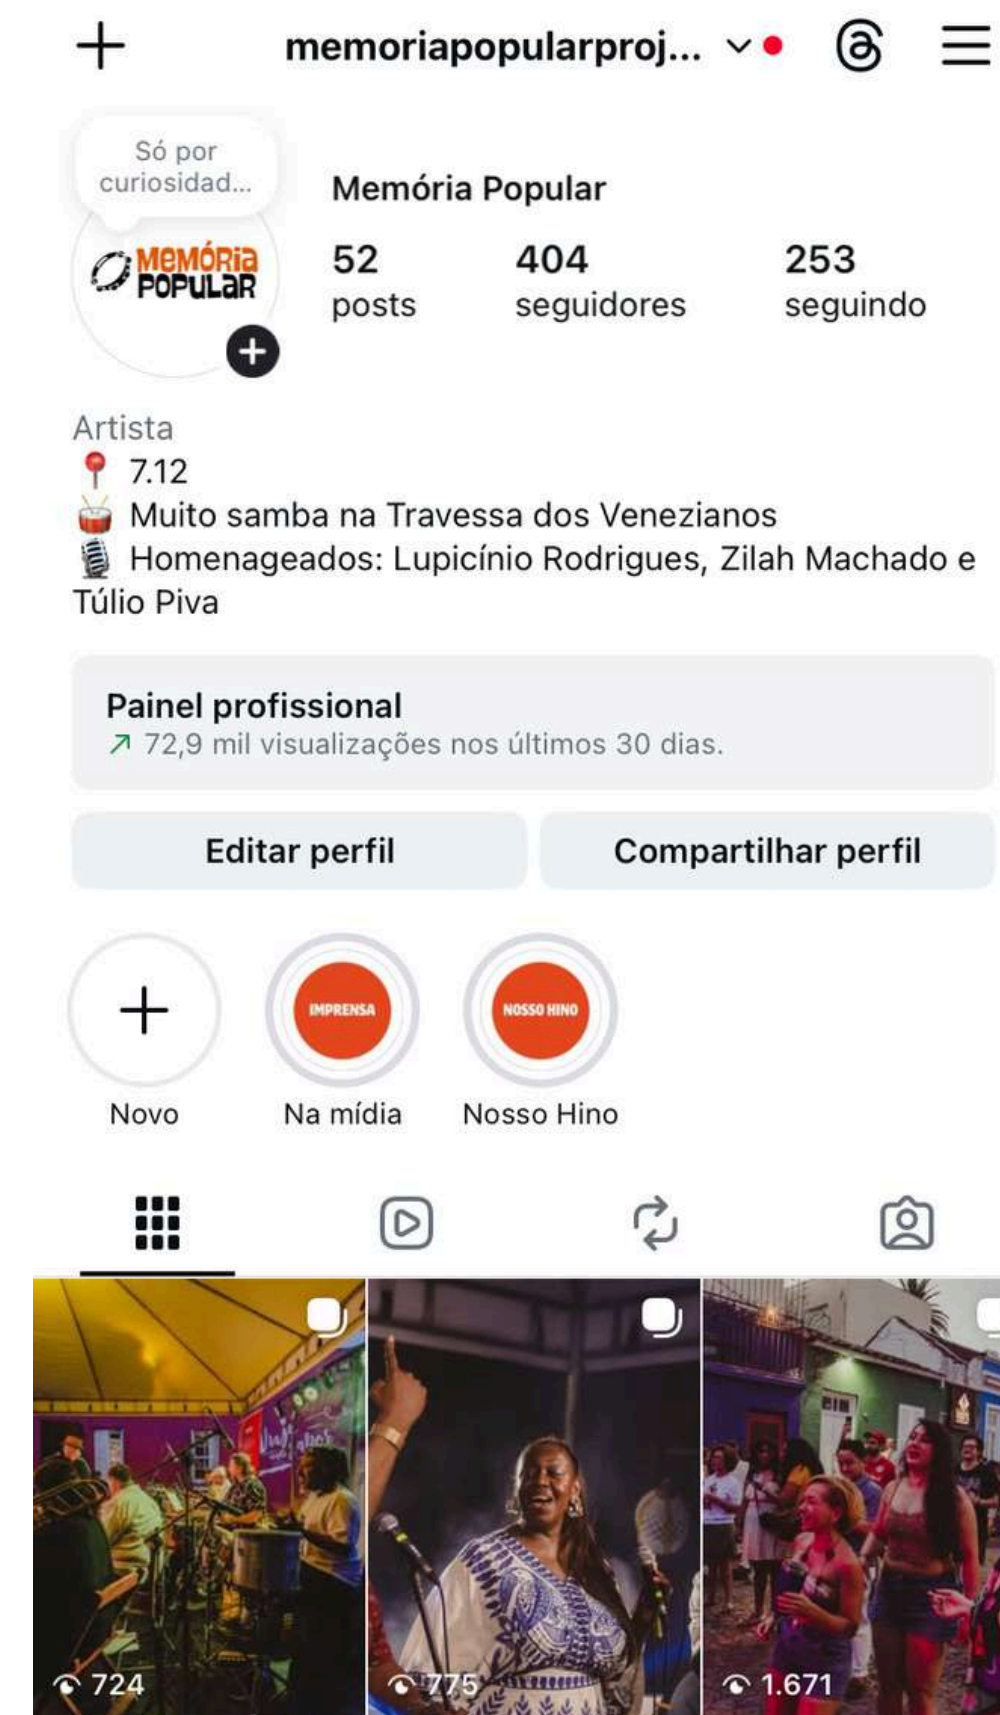 memoriapopularproj...
Só por
curiosidad...
MEMÓRia
POPULaR
Memória Popular
52
posts
404
seguidores
253
seguindo
Artista
7.12
Muito samba na Travessa dos Venezianos
Homenageados: Lupicínio Rodrigues, Zilah Machado e
Túlio Piva
Painel profissional
72,9 mil visualizações nos últimos 30 dias.
Editar perfil
Compartilhar perfil
IMPRENSA
NOSSO HINO
Novo
Na mídia
Nosso Hino
724
775
1.671